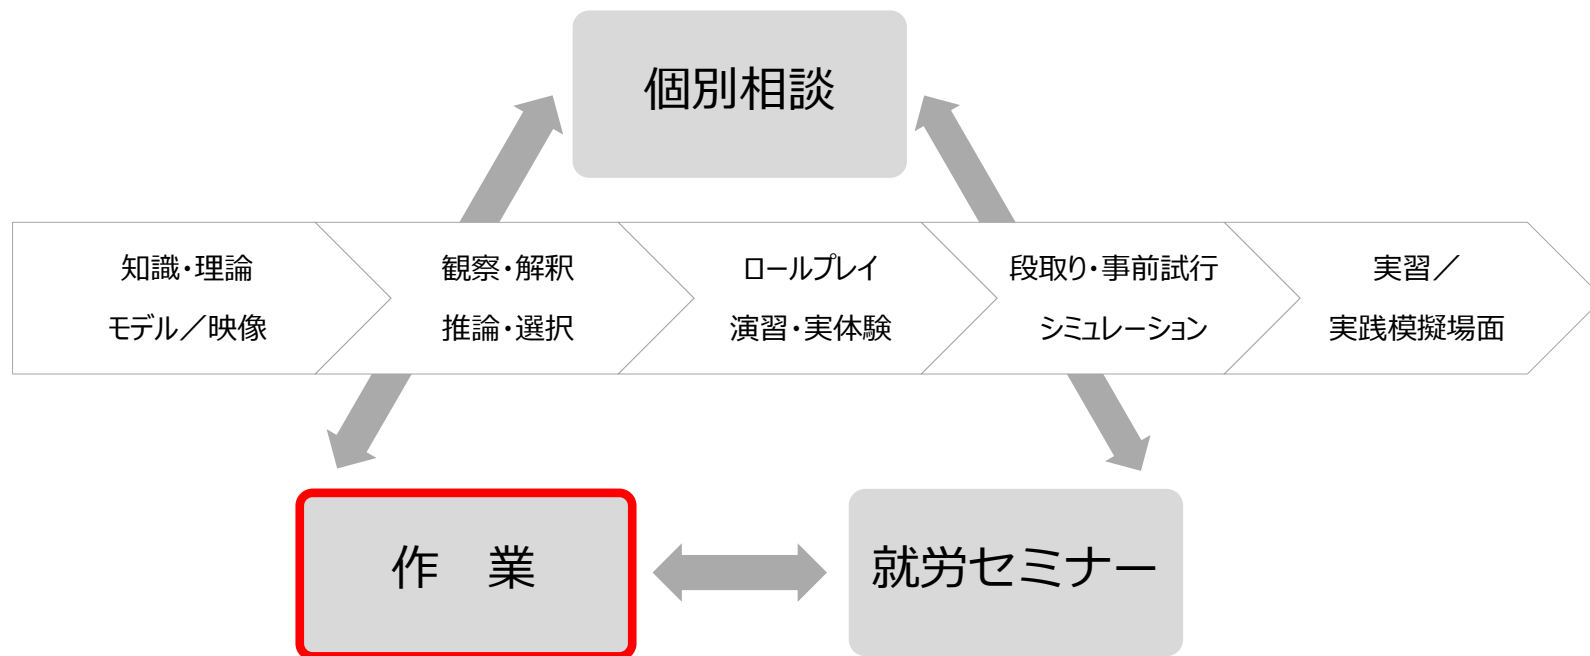 個別相談
知識・理論
モデル／映像
観察・解釈
推論・選択
ロールプレイ
演習・実体験
段取り・事前試行
シミュレーション
実習／
実践模擬場面
作　業
就労セミナー